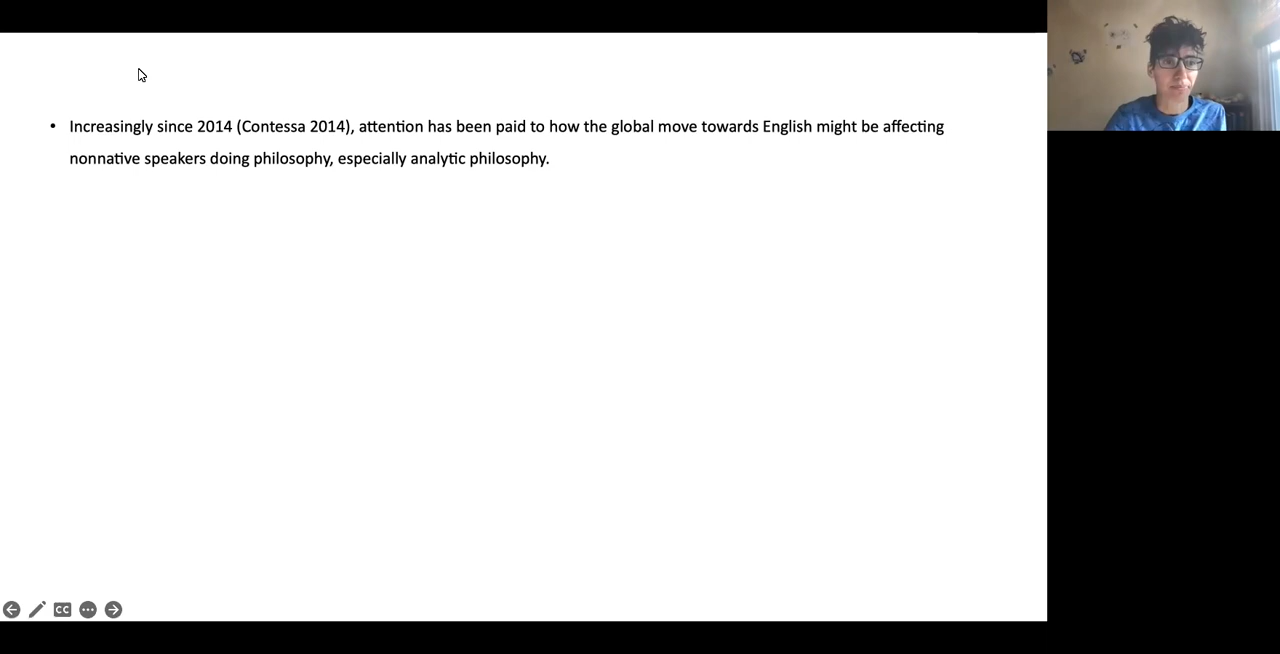 • Increasingly since 2014 (Contessa 2014), attention has been paid to how the global move towards English might be affecting
nonnative speakers doing philosophy, especially analytic philosophy.
CC